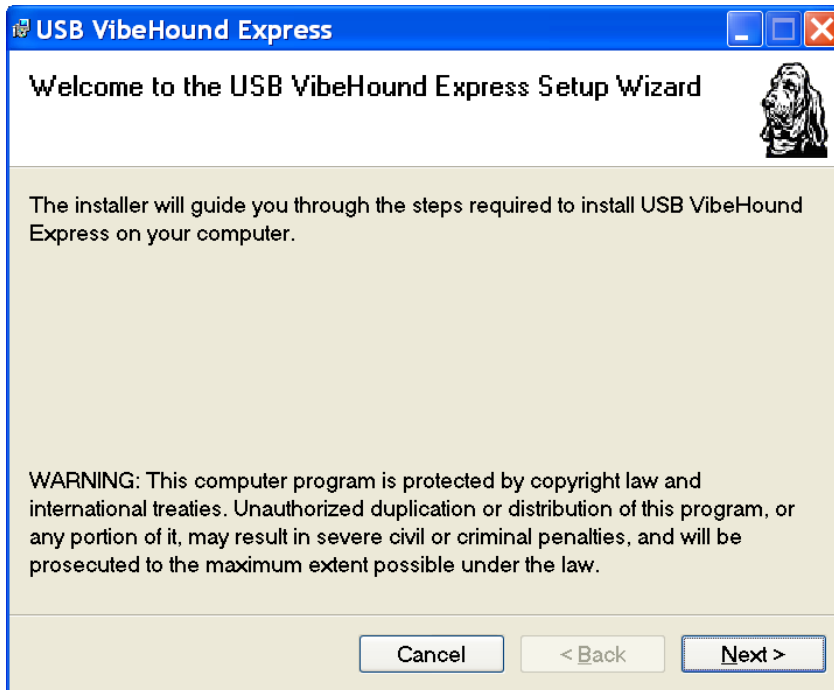 USB VibeHound Express
Welcome to the USB VibeHound Express Setup Wizard
The installer will guide you through the steps required to install USB VibeHound
Express on your computer.
WARNING: This computer program is protected by copyright law and
international treaties. Unauthorized duplication or distribution of this program, or
any portion of it, may result in severe civil or criminal penalties, and will be
prosecuted to the maximum extent possible under the law.
Cancel
< Back
Next >